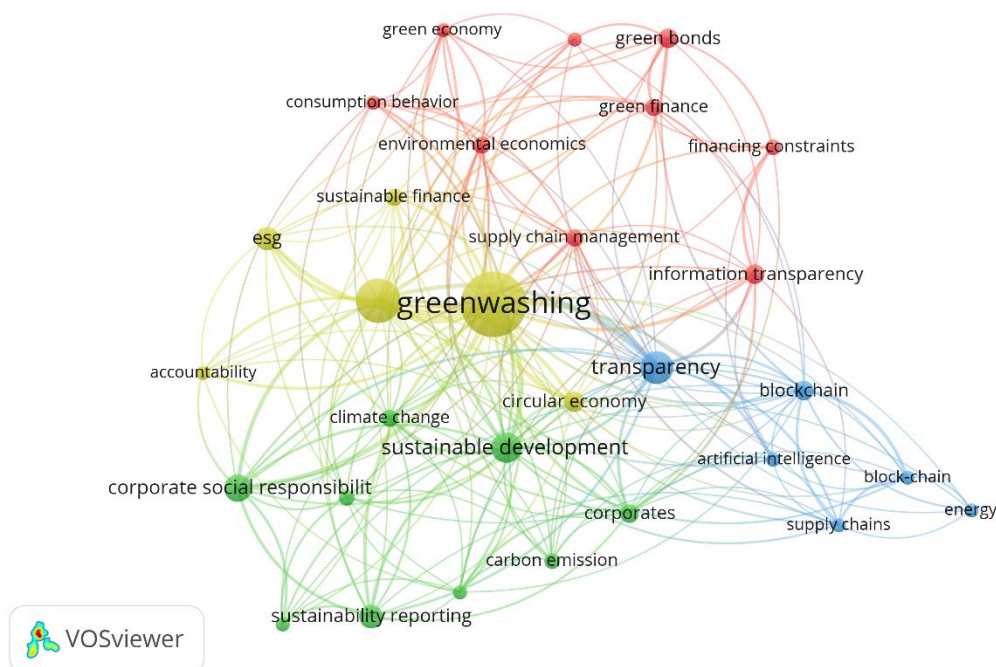 green economy
green bonds
consumption behavior
green finance
environmental economics
financing constraints
sustainable finance
esg
supply chain management
information transparency
greenwashing
transparency
accountability
blockchain
circular economy
climate change
sustainable development
artificial intelligence
block-chain
corporate social responsibilit
corporates
energy
supply chains
carbon emission
sustainability reporting
VOSviewer